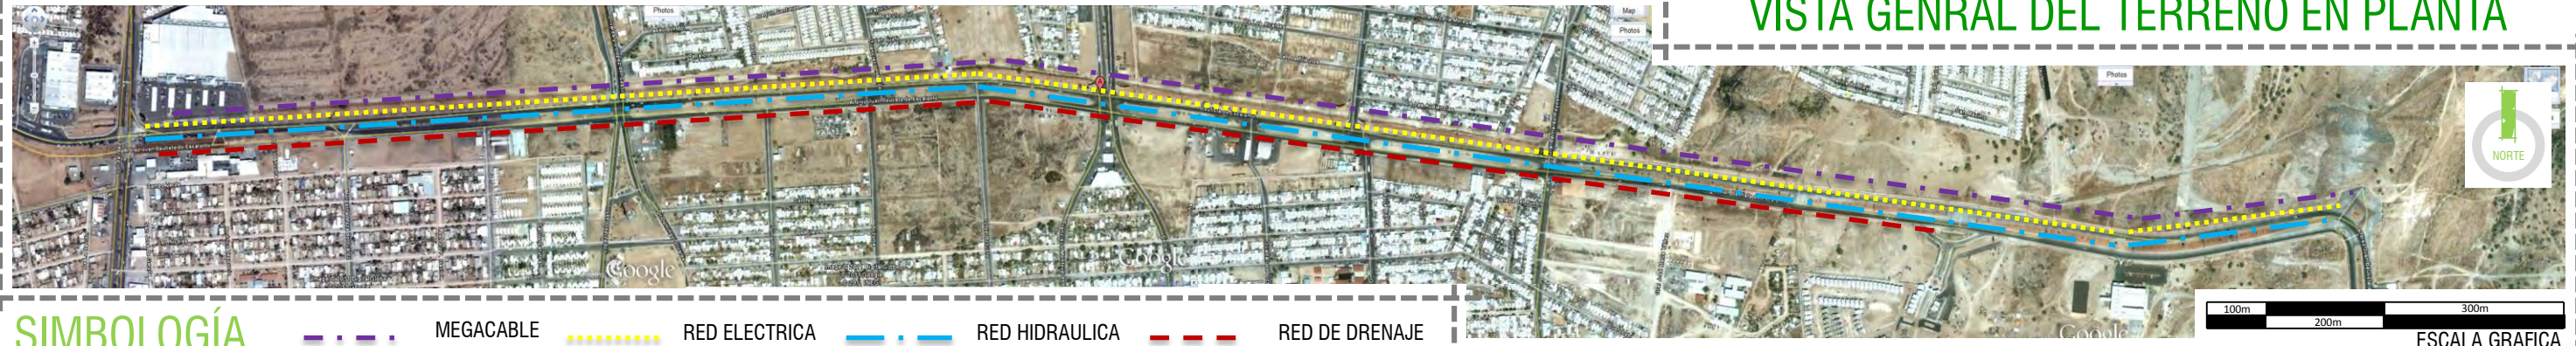 VISTA GENRAL DEL TERRENO EN PLANTA
Photos
Map
Photos
Photos
A
NORTE
Google
Google
Google
100m
300m
200m
ESCALA GRAFICA
SIMBOLOGÍA
MEGACABLE
RED ELECTRICA
RED HIDRAULICA
RED DE DRENAJE